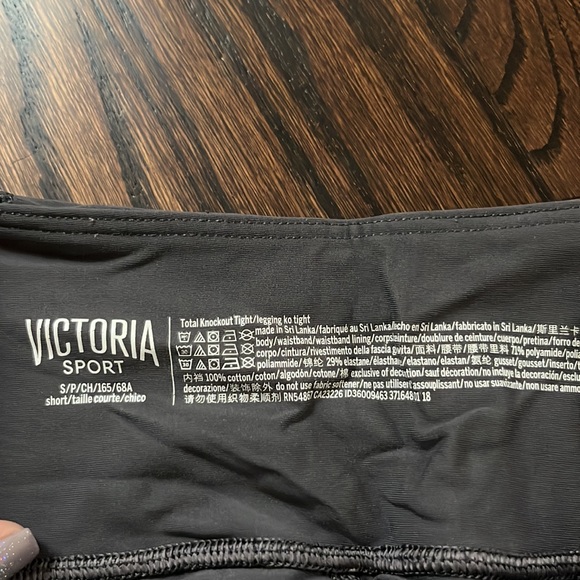 VICTORIA
SPORT
S/P/CH/165/68A
short/taille courte/chico
Total Knockout Tight/legging ko tight
made in Sri Lanka/fabriqué au Sri Lanka/hecho en Sri Lanka/fabbricato in Sri Lanka/斯里兰卡
body/waistband/waistband lining/corps/ceinture/doublure de ceinture/cuerpo/pretina/forro de
corpo/cintura/rivestimento della fascia a vita/面料/腰带/腰带里料 71% polyamide/
poliammide/锦纶 29% elastane/élasthanne/elastano/elastan/氨纶 gousset/inserto/
内裆 100% cotton/coton/algodón/cotone/棉 exclusive of decoration/sauf décoration/no incluye la decoración/
decorazione/装饰除外 do not use fabric softener/ne pas utiliser assouplissant/no usar suavizante/non usare
请勿使用织物柔顺剂 RN54867 CA23226 ID36009463 37164811 18